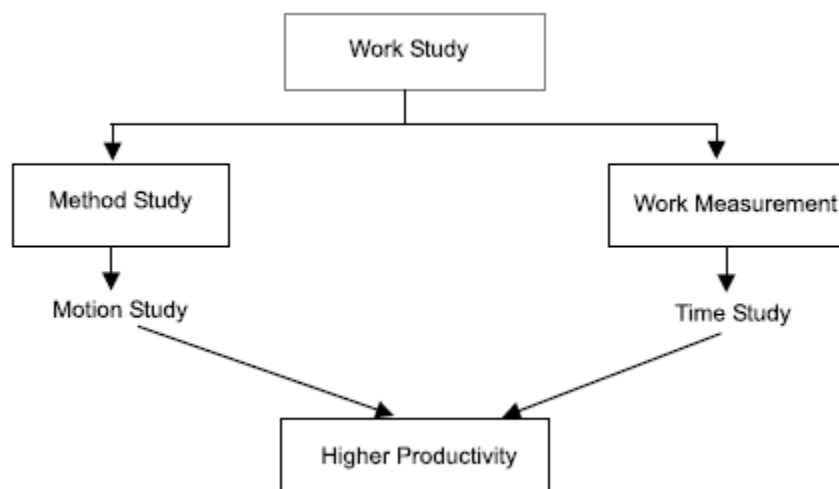 Work Study
Method Study
Work Measurement
Motion Study
Time Study
Higher Productivity